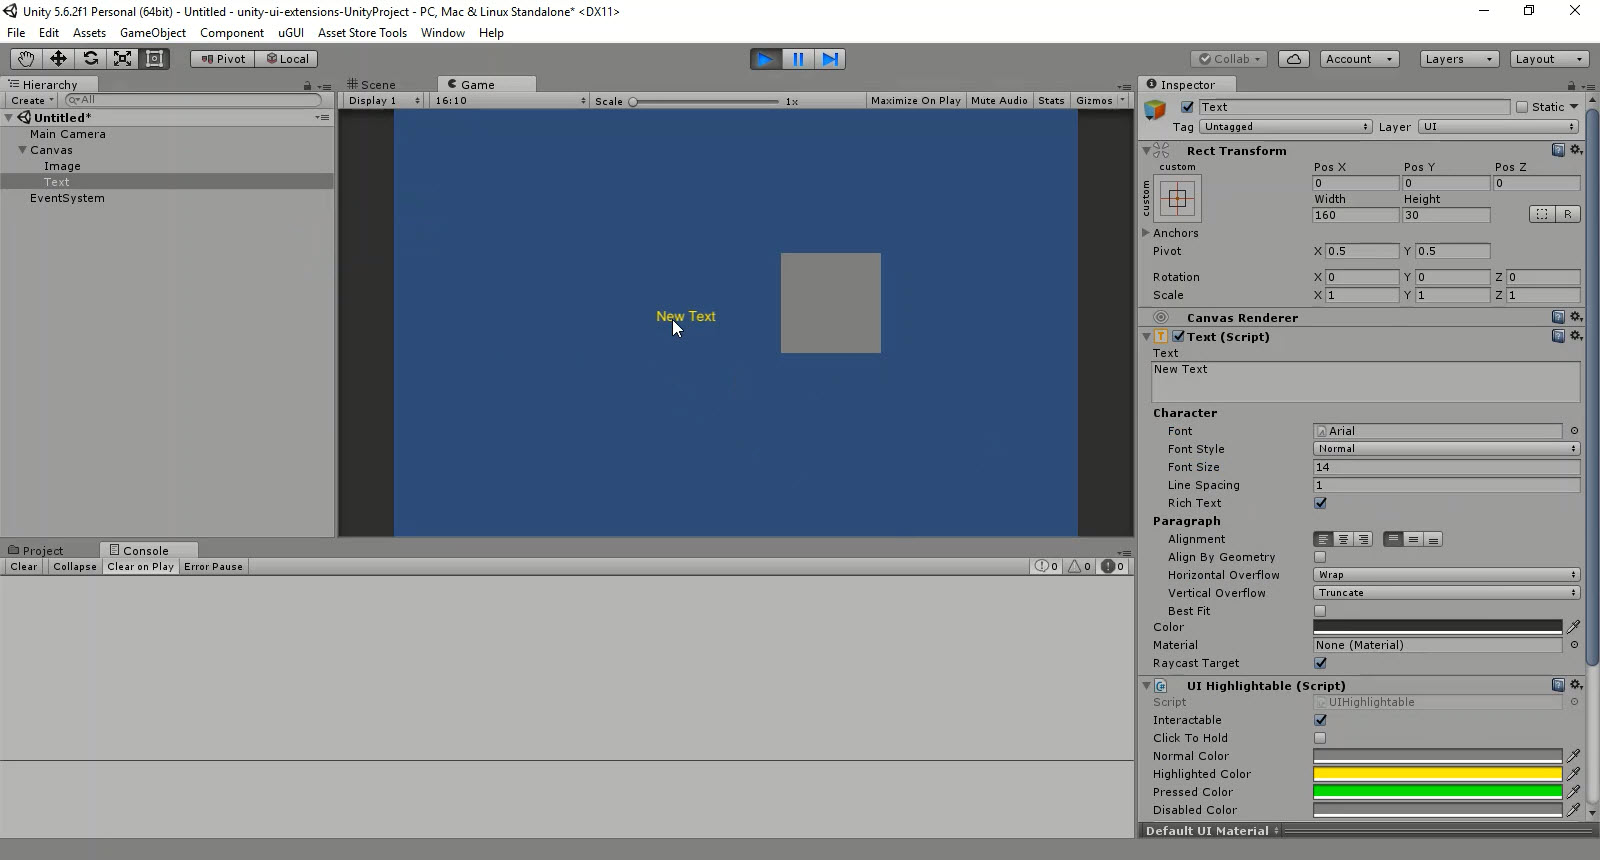 Unity 5.6.2f1 Personal (64bit) - Untitled - unity-ui-extensions-UnityProject - PC, Mac & Linux Standalone* <DX11>
File Edit Assets GameObject Component uGUI Asset Store Tools Window Help
Pivot Local Collab Account Layers Layout
Hierarchy Scene Game Inspector
Create All Display 1 16:10 Scale 1x Maximize On Play Mute Audio Stats Gizmos
Text Static
Untitled*
Tag Untagged Layer UI
Main Camera
Canvas
Image
Text
EventSystem
New Text
Rect Transform
custom Pos X Pos Y Pos Z
custom
0 0 0
Width Height
160 30 R
Anchors
Pivot X 0.5 Y 0.5
Rotation X 0 Y 0 Z 0
Scale X 1 Y 1 Z 1
Canvas Renderer
Text (Script)
Text
New Text
Character
Font Arial
Font Style Normal
Font Size 14
Line Spacing 1
Rich Text
Paragraph
Alignment
Align By Geometry
Horizontal Overflow Wrap
Vertical Overflow Truncate
Best Fit
Color
Material None (Material)
Raycast Target
UI Highlightable (Script)
Script UIHighlightable
Interactable
Click To Hold
Normal Color
Highlighted Color
Pressed Color
Disabled Color
Default UI Material
Project Console
Clear Collapse Clear on Play Error Pause 0 0 0